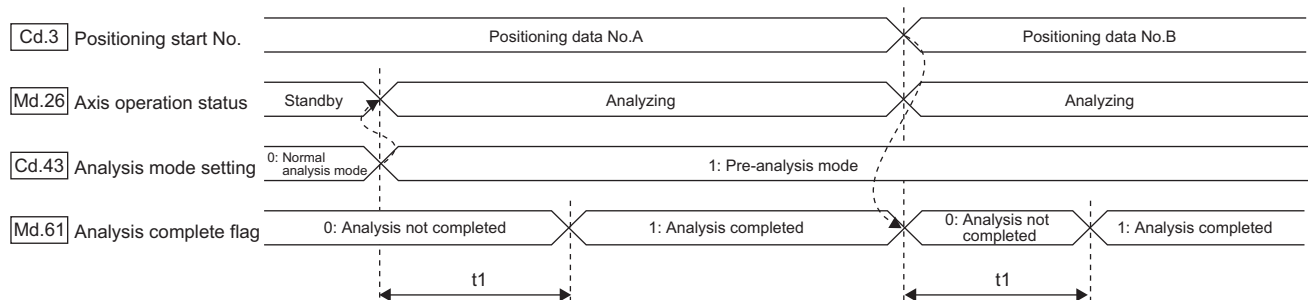 Cd.3 Positioning start No. Positioning data No.A Positioning data No.B
Md.26 Axis operation status Standby Analyzing Analyzing
Cd.43 Analysis mode setting 0: Normal analysis mode 1: Pre-analysis mode
Md.61 Analysis complete flag 0: Analysis not completed 1: Analysis completed 0: Analysis not completed 1: Analysis completed
t1 t1